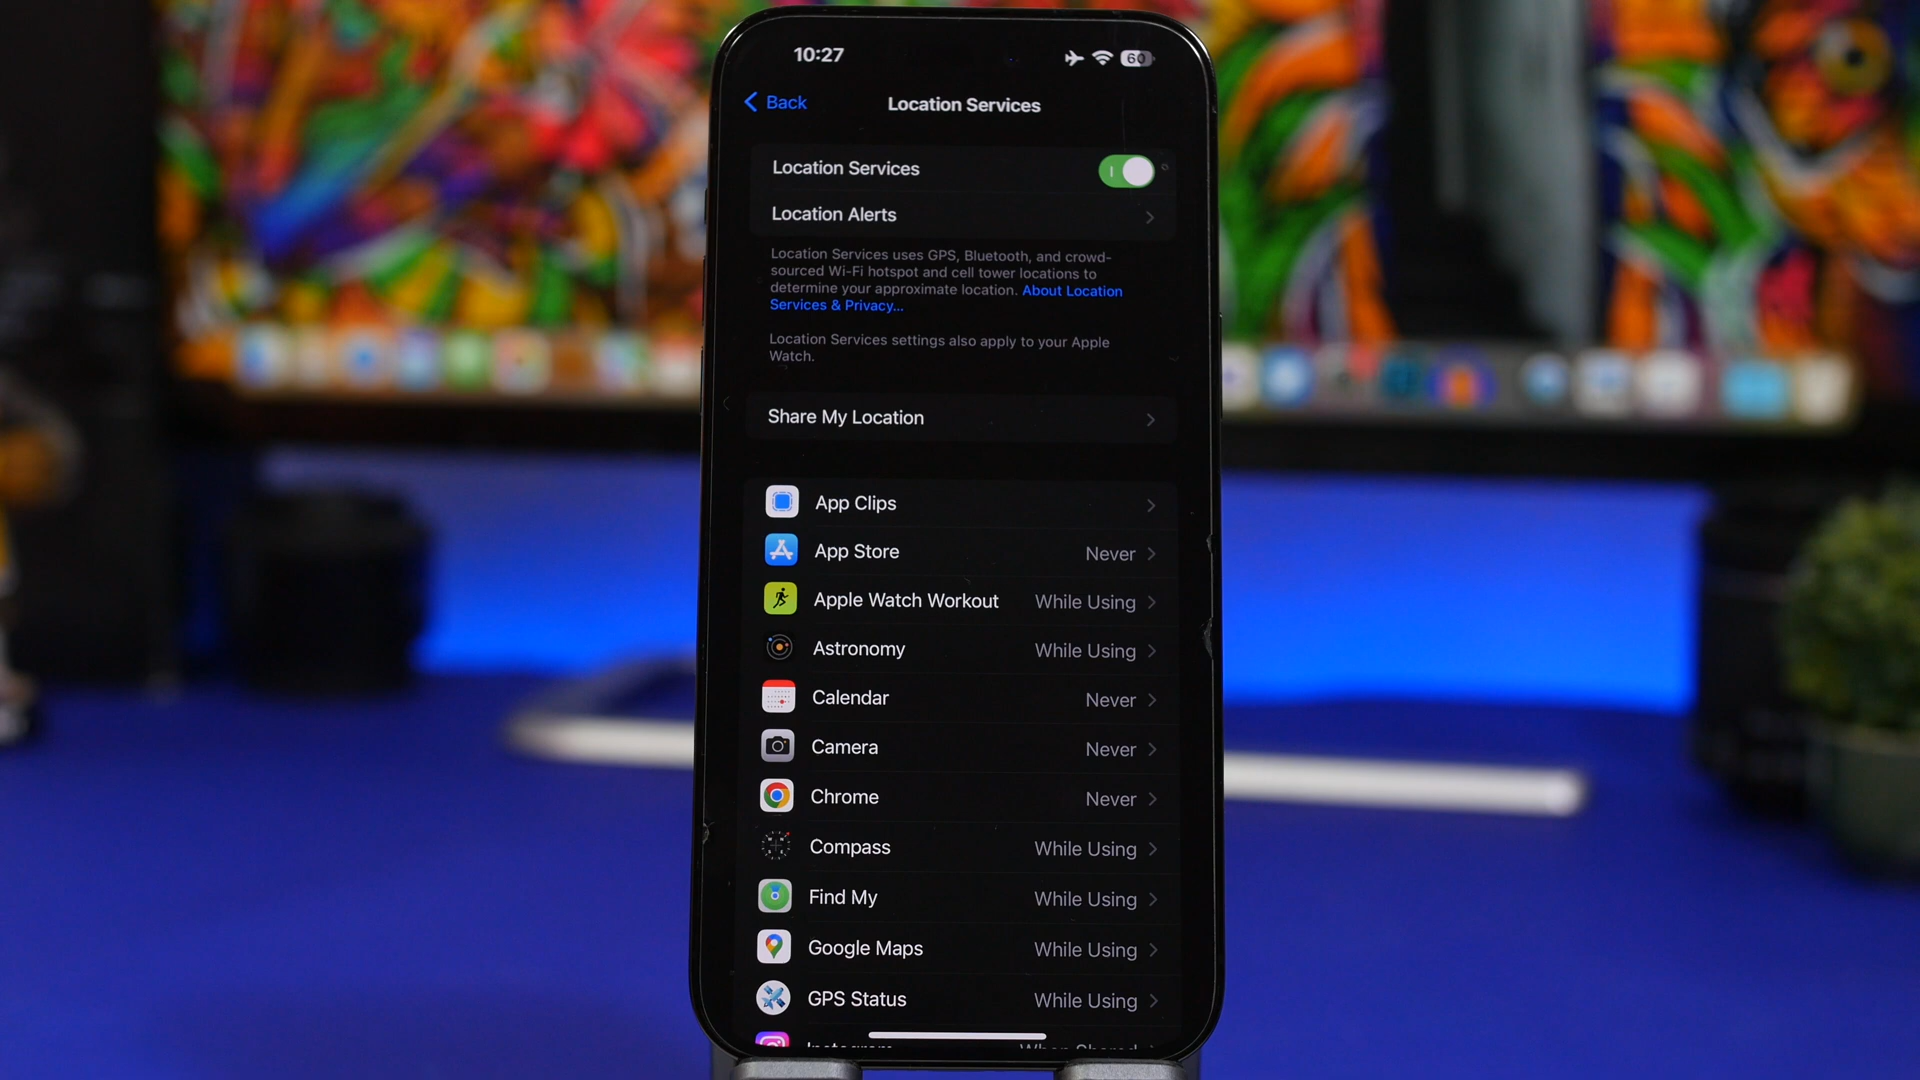 10:27
60
Back
Location Services
Location Services
Location Alerts
Location Services uses GPS, Bluetooth, and crowd-
sourced Wi-Fi hotspot and cell tower locations to
determine your approximate location. About Location
Services & Privacy...
Location Services settings also apply to your Apple
Watch.
Share My Location
App Clips
App Store Never
Apple Watch Workout While Using
Astronomy While Using
Calendar Never
Camera Never
Chrome Never
Compass While Using
Find My While Using
Google Maps While Using
GPS Status While Using
Instagram When Shared